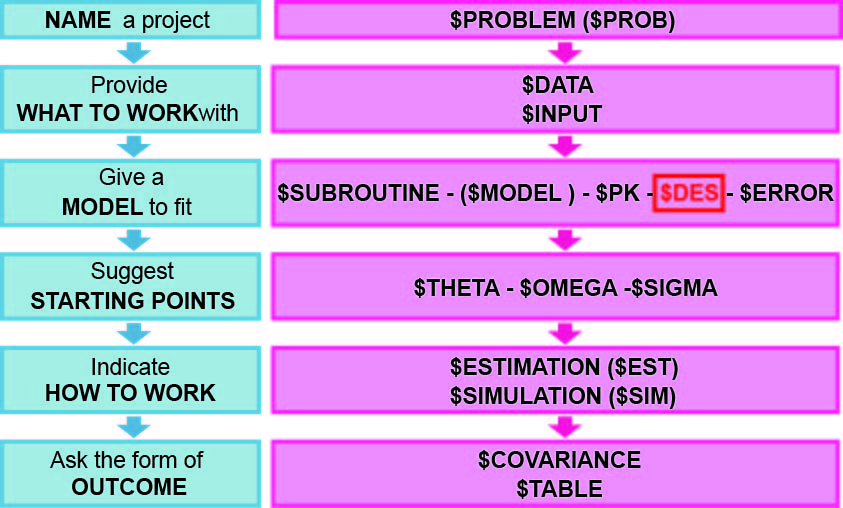 NAME a project
$PROBLEM ($PROB)
Provide
WHAT TO WORKwith
$DATA
$INPUT
Give a
MODEL to fit
$SUBROUTINE - ($MODEL ) - $PK - $DES - $ERROR
Suggest
STARTING POINTS
$THETA - $OMEGA -$SIGMA
Indicate
HOW TO WORK
$ESTIMATION ($EST)
$SIMULATION ($SIM)
Ask the form of
OUTCOME
$COVARIANCE
$TABLE